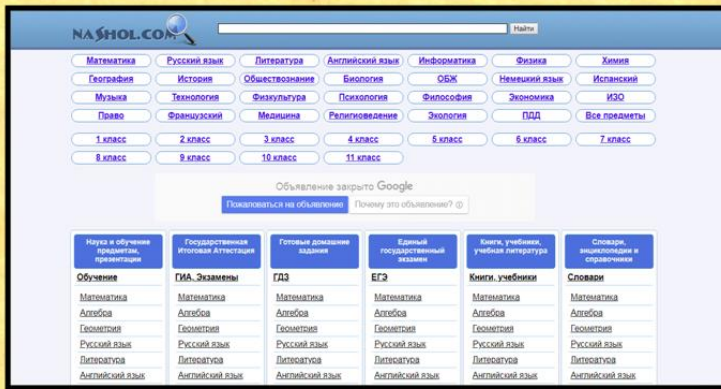 NASHOL.COM Найти
Математика Русский язык Литература Английский язык Информатика Физика Химия
География История Обществознание Биология ОБЖ Немецкий язык Испанский
Музыка Технология Физкультура Психология Философия Экономика ИЗО
Право Французский Медицина Религиоведение Экология ПДД Все предметы
1 класс 2 класс 3 класс 4 класс 5 класс 6 класс 7 класс
8 класс 9 класс 10 класс 11 класс
Объявление закрыто Google
Пожаловаться на объявление Почему это объявление?
Наука и обучение Государственная Готовые домашние Единый Книги, учебники, Словари,
предметам, Итоговая Аттестация задания государственный учебная литература энциклопедии и
презентации экзамен справочники
Обучение ГИА, Экзамены ГДЗ ЕГЭ Книги, учебники Словари
Математика Математика Математика Математика Математика Математика
Алгебра Алгебра Алгебра Алгебра Алгебра Алгебра
Геометрия Геометрия Геометрия Геометрия Геометрия Геометрия
Русский язык Русский язык Русский язык Русский язык Русский язык Русский язык
Литература Литература Литература Литература Литература Литература
Английский язык Английский язык Английский язык Английский язык Английский язык Английский язык